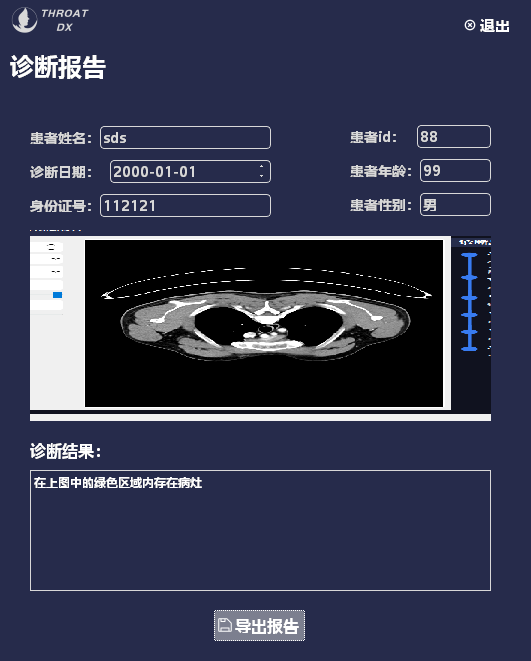 THROAT
DX
退出
诊断报告
患者姓名: sds
患者id: 88
诊断日期: 2000-01-01
患者年龄: 99
身份证号: 112121
患者性别: 男
诊断结果:
在上图中的绿色区域内存在病灶
导出报告